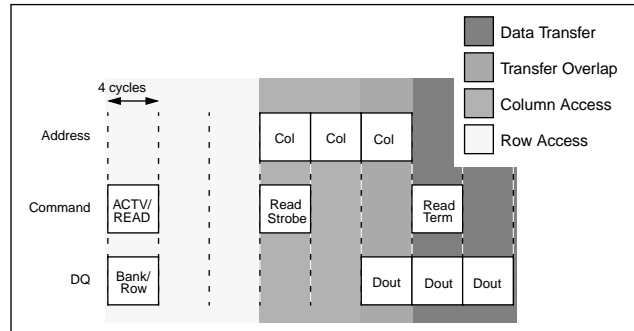 Data Transfer
Transfer Overlap
Column Access
Row Access
4 cycles
Address
Col Col Col
Command
ACTV/
READ
Read
Strobe
Read
Term
DQ
Bank/
Row
Dout Dout Dout